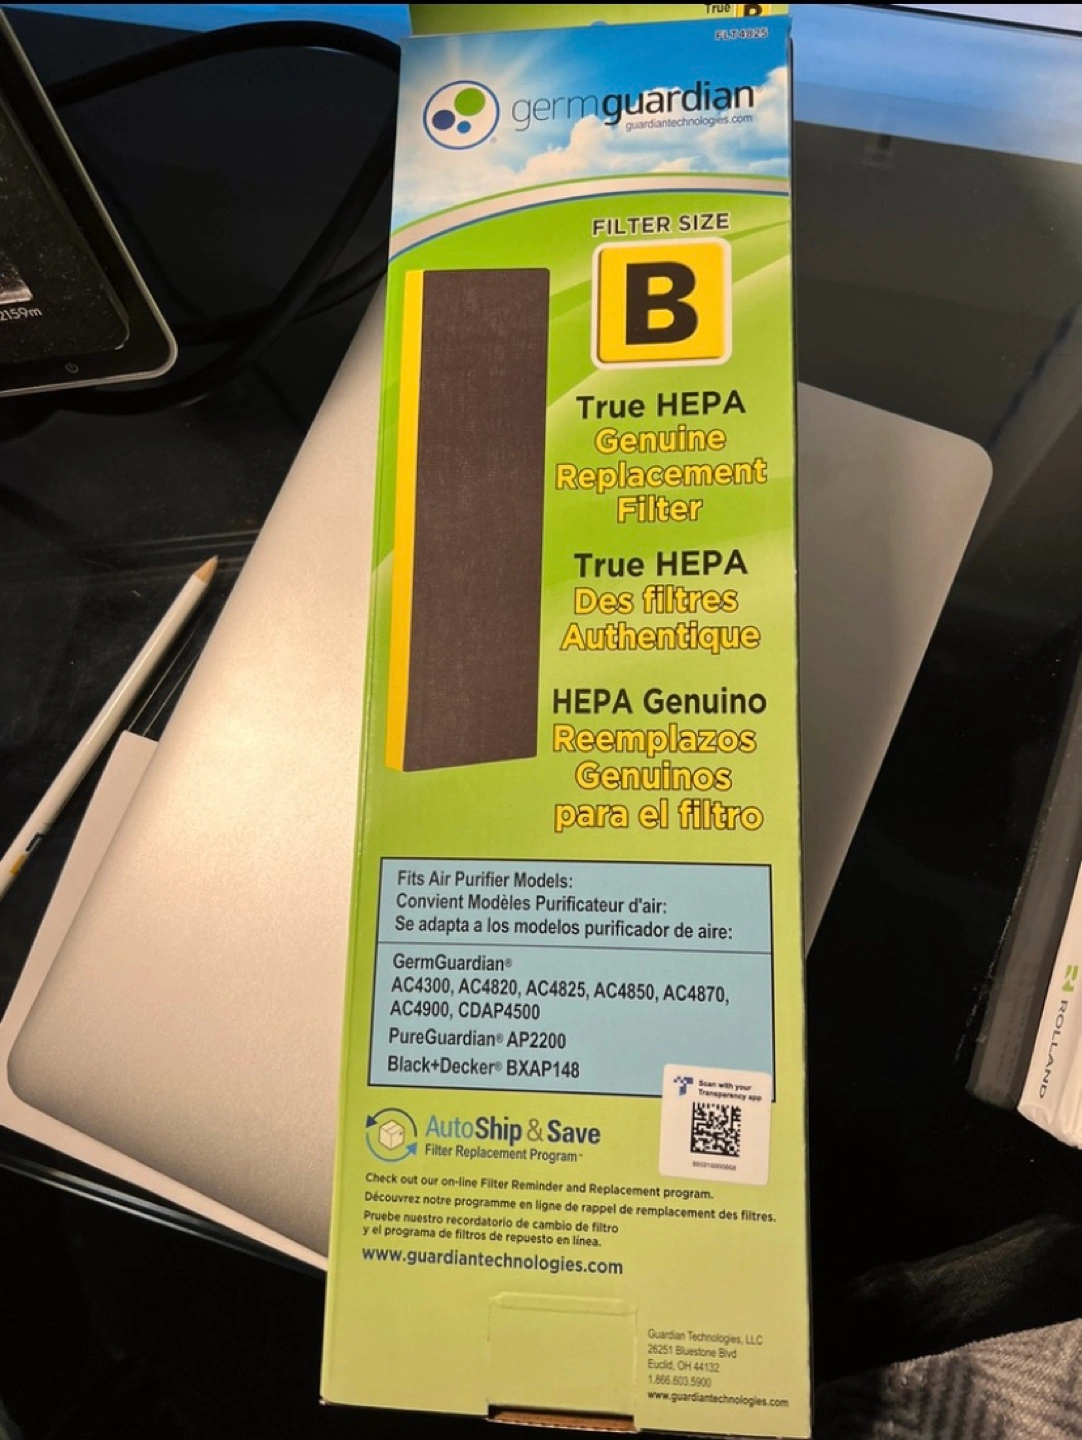 True B
FLT4825
germguardian
guardiantechnologies.com
FILTER SIZE
B
True HEPA
Genuine
Replacement
Filter
True HEPA
Des filtres
Authentique
HEPA Genuino
Reemplazos
Genuinos
para el filtro
Fits Air Purifier Models:
Convient Modèles Purificateur d'air:
Se adapta a los modelos purificador de aire:
GermGuardian®
AC4300, AC4820, AC4825, AC4850, AC4870,
AC4900, CDAP4500
PureGuardian® AP2200
Black+Decker® BXAP148
Scan with your
Transparency app
AutoShip & Save
Filter Replacement Program
Check out our on-line Filter Reminder and Replacement program.
Découvrez notre programme en ligne de rappel de remplacement des filtres.
Pruebe nuestro recordatorio de cambio de filtro
y el programa de filtros de repuesto en línea.
www.guardiantechnologies.com
Guardian Technologies, LLC
26251 Bluestone Blvd
Euclid, OH 44132
1.866.603.5900
www.guardiantechnologies.com
2159m
ROLLAND